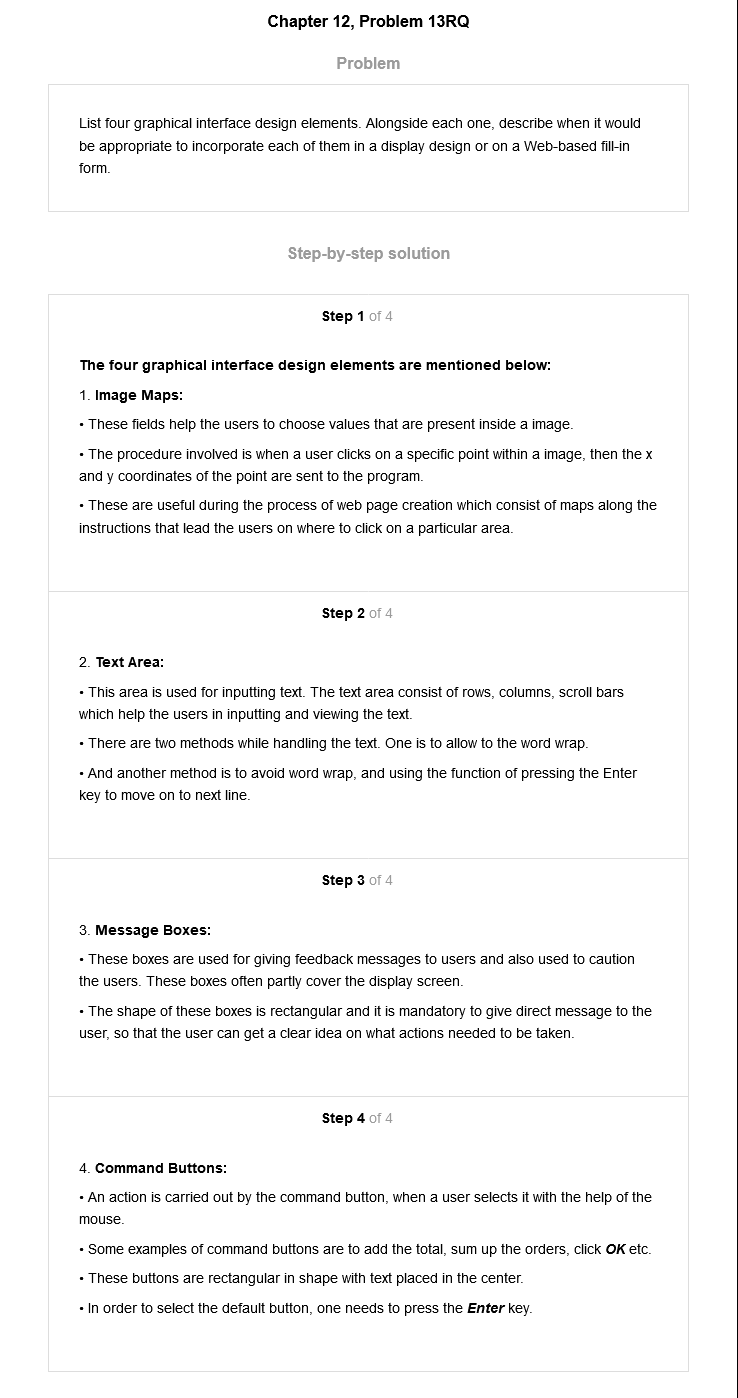 Chapter 12, Problem 13RQ
Problem
List four graphical interface design elements. Alongside each one, describe when it would
be appropriate to incorporate each of them in a display design or on a Web-based fill-in
form.
Step-by-step solution
Step 1 of 4
The four graphical interface design elements are mentioned below:
1. Image Maps:
• These fields help the users to choose values that are present inside a image.
• The procedure involved is when a user clicks on a specific point within a image, then the x
and y coordinates of the point are sent to the program.
• These are useful during the process of web page creation which consist of maps along the
instructions that lead the users on where to click on a particular area.
Step 2 of 4
2. Text Area:
• This area is used for inputting text. The text area consist of rows, columns, scroll bars
which help the users in inputting and viewing the text.
• There are two methods while handling the text. One is to allow to the word wrap.
• And another method is to avoid word wrap, and using the function of pressing the Enter
key to move on to next line.
Step 3 of 4
3. Message Boxes:
• These boxes are used for giving feedback messages to users and also used to caution
the users. These boxes often partly cover the display screen.
• The shape of these boxes is rectangular and it is mandatory to give direct message to the
user, so that the user can get a clear idea on what actions needed to be taken.
Step 4 of 4
4. Command Buttons:
• An action is carried out by the command button, when a user selects it with the help of the
mouse.
• Some examples of command buttons are to add the total, sum up the orders, click OK etc.
• These buttons are rectangular in shape with text placed in the center.
• In order to select the default button, one needs to press the Enter key.